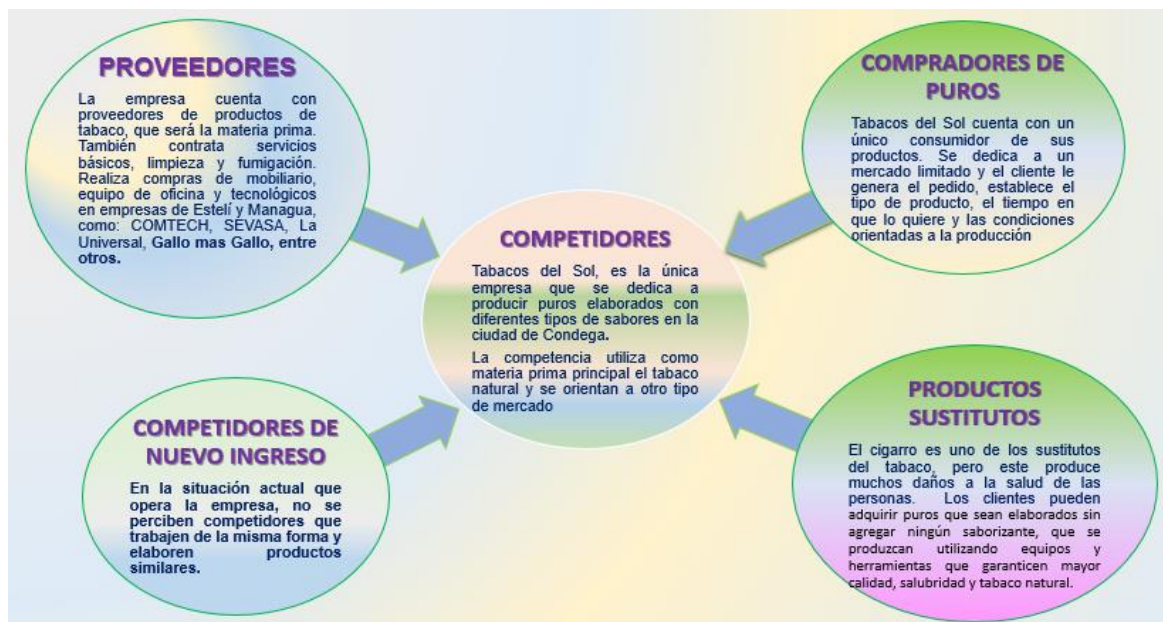 PROVEEDORES
La empresa cuenta con
proveedores de productos de
tabaco, que será la materia prima.
También contrata servicios
básicos, limpieza y fumigación.
Realiza compras de mobiliario,
equipo de oficina y tecnológicos
en empresas de Estelí y Managua,
como: COMTECH, SEVASA, La
Universal, Gallo mas Gallo, entre
otros.
COMPRADORES DE
PUROS
Tabacos del Sol cuenta con un
único consumidor de sus
productos. Se dedica a un
mercado limitado y el cliente le
genera el pedido, establece el
tipo de producto, el tiempo en
que lo quiere y las condiciones
orientadas a la producción
COMPETIDORES
Tabacos del Sol, es la única
empresa que se dedica a
producir puros elaborados con
diferentes tipos de sabores en la
ciudad de Condega.
La competencia utiliza como
materia prima principal el tabaco
natural y se orientan a otro tipo
de mercado
COMPETIDORES DE
NUEVO INGRESO
En la situación actual que
opera la empresa, no se
perciben competidores que
trabajen de la misma forma y
elaboren productos
similares.
PRODUCTOS
SUSTITUTOS
El cigarro es uno de los sustitutos
del tabaco, pero este produce
muchos daños a la salud de las
personas. Los clientes pueden
adquirir puros que sean elaborados sin
agregar ningún saborizante, que se
produzcan utilizando equipos y
herramientas que garanticen mayor
calidad, salubridad y tabaco natural.